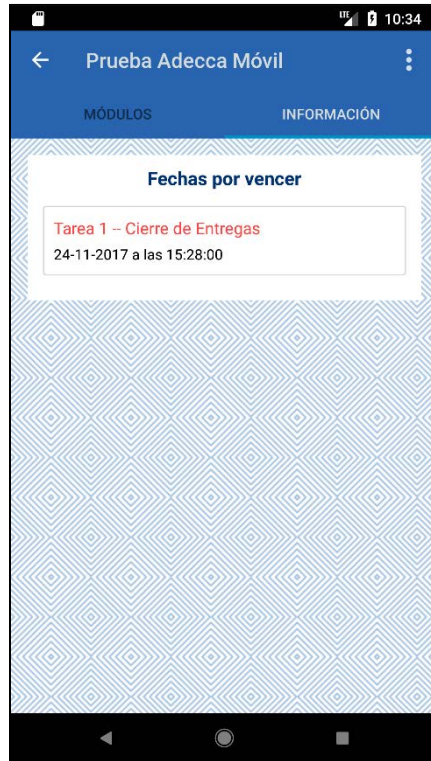 LTE 10:34
Prueba Adecca Móvil
MÓDULOS INFORMACIÓN
Fechas por vencer
Tarea 1 -- Cierre de Entregas
24-11-2017 a las 15:28:00